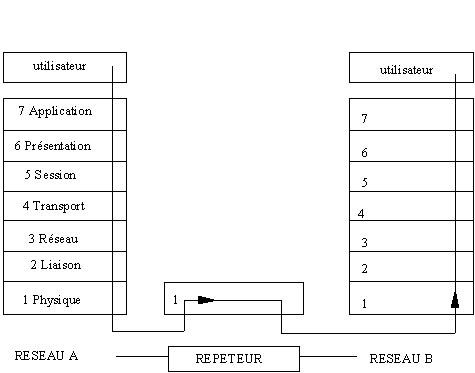 utilisateur
utilisateur
7 Application
7
6 Présentation
6
5 Session
5
4 Transport
4
3 Réseau
3
2 Liaison
2
1 Physique
1
1
RESEAU A
REPETEUR
RESEAU B